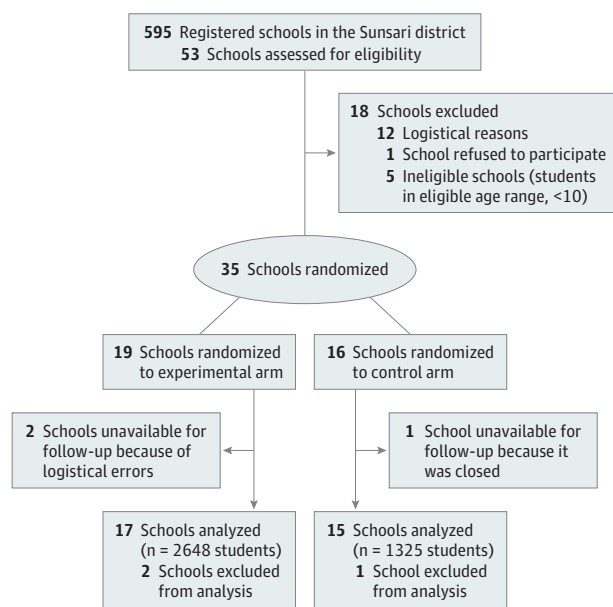 595 Registered schools in the Sunsari district
53 Schools assessed for eligibility
18 Schools excluded
12 Logistical reasons
1 School refused to participate
5 Ineligible schools (students
in eligible age range, <10)
35 Schools randomized
19 Schools randomized
to experimental arm
16 Schools randomized
to control arm
2 Schools unavailable for
follow-up because of
logistical errors
1 School unavailable for
follow-up because it
was closed
17 Schools analyzed
(n = 2648 students)
2 Schools excluded
from analysis
15 Schools analyzed
(n = 1325 students)
1 School excluded
from analysis